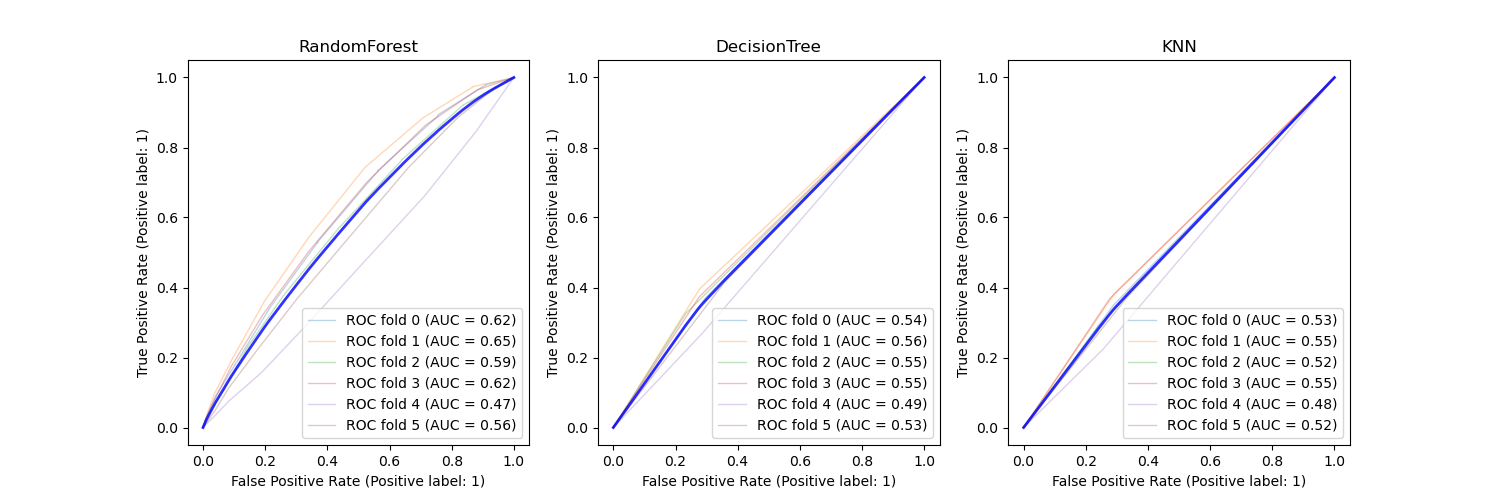 RandomForest
True Positive Rate (Positive label: 1)
1.0
0.8
0.6
0.4
0.2
0.0
ROC fold 0 (AUC = 0.62)
ROC fold 1 (AUC = 0.65)
ROC fold 2 (AUC = 0.59)
ROC fold 3 (AUC = 0.62)
ROC fold 4 (AUC = 0.47)
ROC fold 5 (AUC = 0.56)
0.0 0.2 0.4 0.6 0.8 1.0
False Positive Rate (Positive label: 1)
DecisionTree
True Positive Rate (Positive label: 1)
1.0
0.8
0.6
0.4
0.2
0.0
ROC fold 0 (AUC = 0.54)
ROC fold 1 (AUC = 0.56)
ROC fold 2 (AUC = 0.55)
ROC fold 3 (AUC = 0.55)
ROC fold 4 (AUC = 0.49)
ROC fold 5 (AUC = 0.53)
0.0 0.2 0.4 0.6 0.8 1.0
False Positive Rate (Positive label: 1)
KNN
True Positive Rate (Positive label: 1)
1.0
0.8
0.6
0.4
0.2
0.0
ROC fold 0 (AUC = 0.53)
ROC fold 1 (AUC = 0.55)
ROC fold 2 (AUC = 0.52)
ROC fold 3 (AUC = 0.55)
ROC fold 4 (AUC = 0.48)
ROC fold 5 (AUC = 0.52)
0.0 0.2 0.4 0.6 0.8 1.0
False Positive Rate (Positive label: 1)